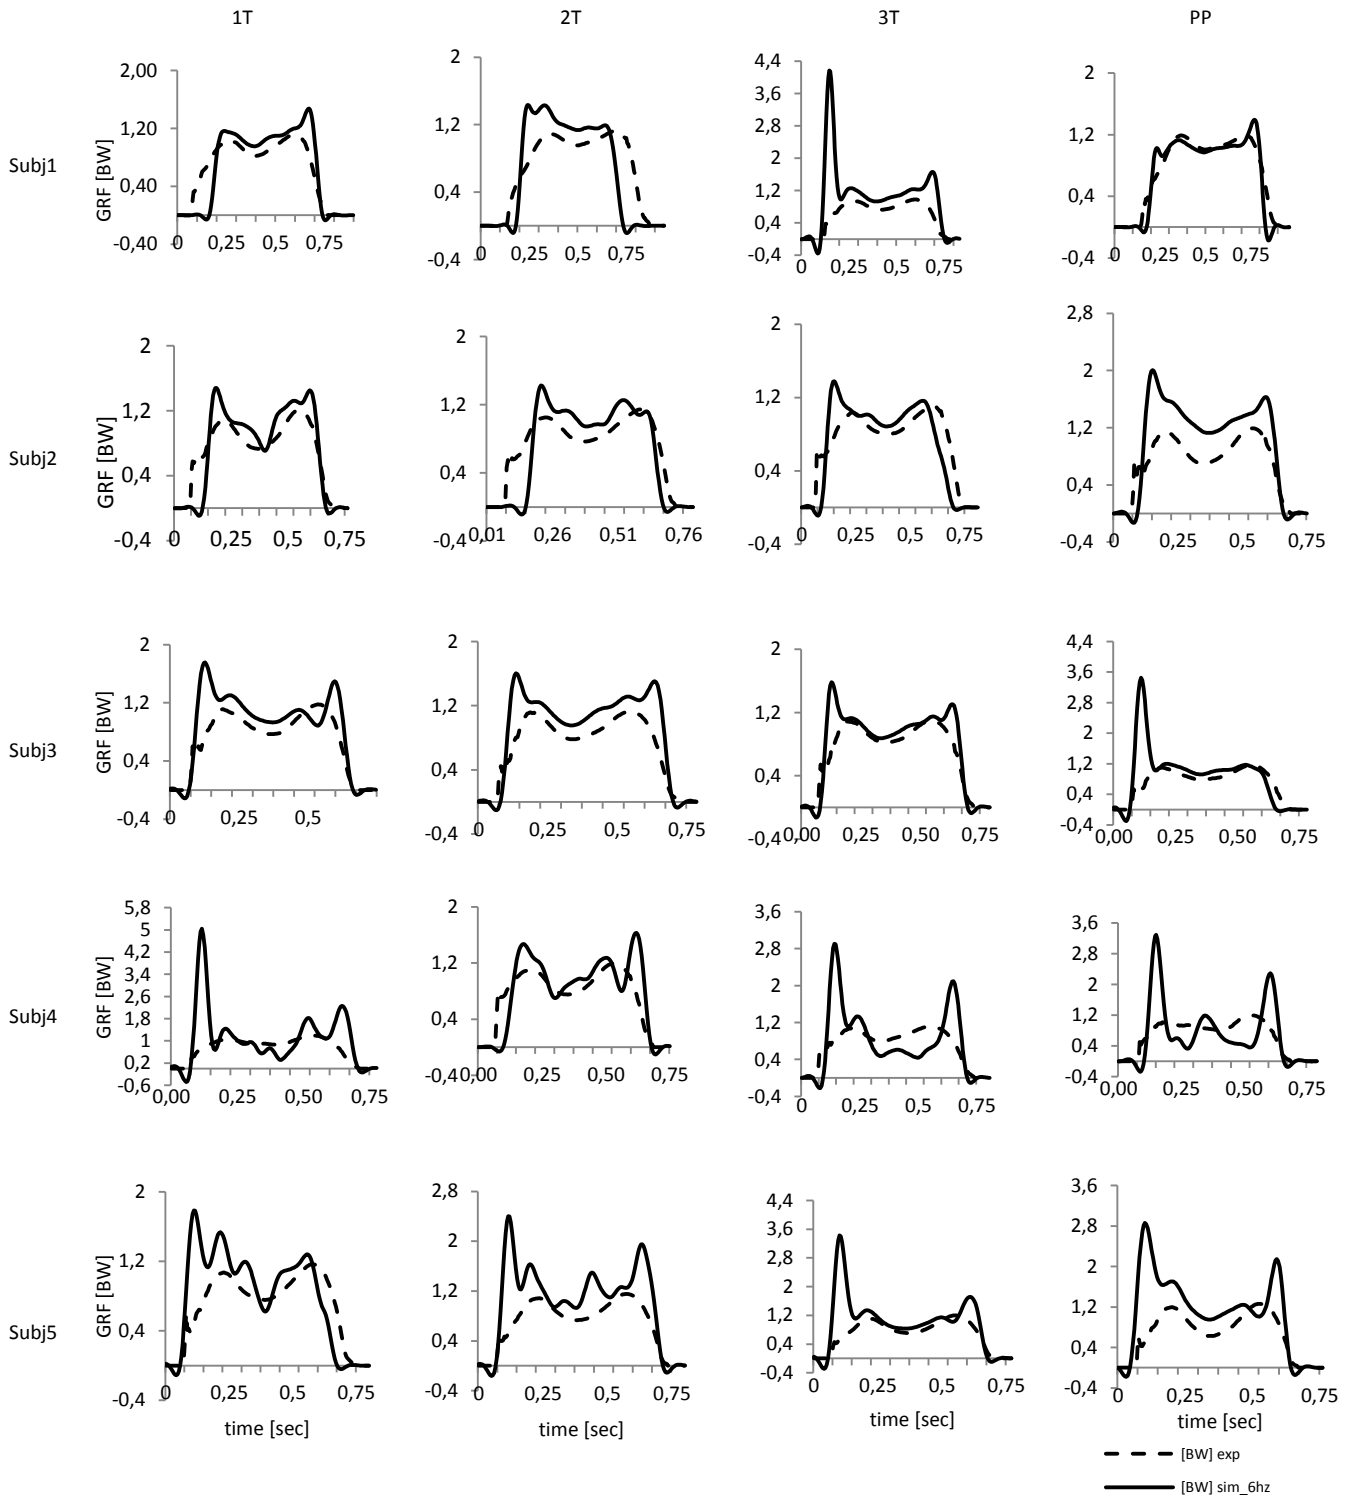 1T 2T 3T PP
Subj1
GRF [BW]
2,00
1,20
0,40
-0,40
0 0,25 0,5 0,75
2
1,2
0,4
-0,4
0 0,25 0,5 0,75
4,4
3,6
2,8
2
1,2
0,4
-0,4
0 0,25 0,5 0,75
2
1,2
0,4
-0,4
0 0,25 0,5 0,75
Subj2
GRF [BW]
2
1,2
0,4
-0,4
0 0,25 0,5 0,75
2
1,2
0,4
-0,4
0,01 0,26 0,51 0,76
2
1,2
0,4
-0,4
0 0,25 0,5 0,75
2,8
2
1,2
0,4
-0,4
0 0,25 0,5 0,75
Subj3
GRF [BW]
2
1,2
0,4
-0,4
0 0,25 0,5
2
1,2
0,4
-0,4
0 0,25 0,5 0,75
2
1,2
0,4
-0,4
0,00 0,25 0,50 0,75
4,4
3,6
2,8
2
1,2
0,4
-0,4
0,00 0,25 0,50 0,75
Subj4
GRF [BW]
5,8
5
4,2
3,4
2,6
1,8
1
0,2
-0,6
0,00 0,25 0,50 0,75
2
1,2
0,4
-0,40
0,00 0,25 0,50 0,75
3,6
2,8
2
1,2
0,4
-0,4
0 0,25 0,5 0,75
3,6
2,8
2
1,2
0,4
-0,4
0,00 0,25 0,50 0,75
Subj5
GRF [BW]
2
1,2
0,4
-0,4
0 0,25 0,5 0,75
time [sec]
2,8
2
1,2
0,4
-0,4
0 0,25 0,5 0,75
time [sec]
4,4
3,6
2,8
2
1,2
0,4
-0,4
0 0,25 0,5 0,75
time [sec]
3,6
2,8
2
1,2
0,4
-0,4
0 0,25 0,5 0,75
time [sec]
[BW] exp
[BW] sim_6hz